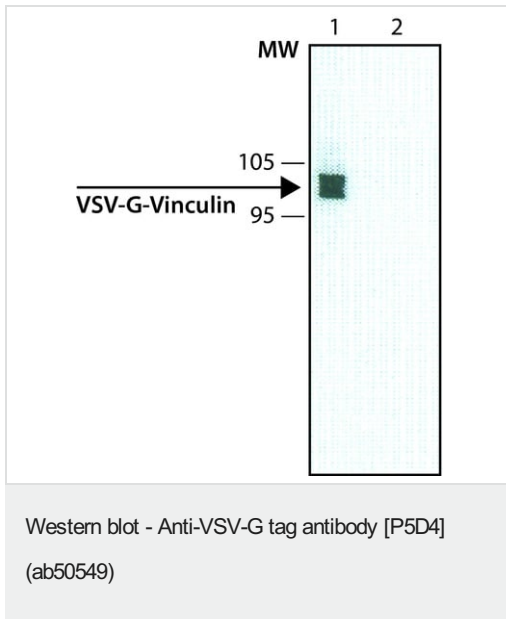 1 2
MW
105
VSV-G-Vinculin
95
Western blot - Anti-VSV-G tag antibody [P5D4]
(ab50549)